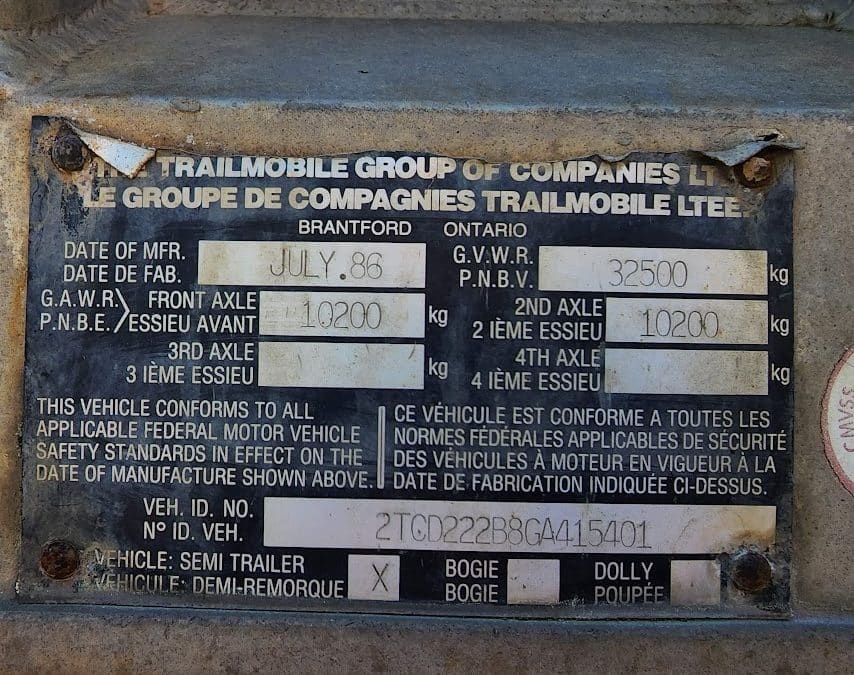 THE TRAILMOBILE GROUP OF COMPANIES LT
LE GROUPE DE COMPAGNIES TRAILMOBILE LTEE.
BRANTFORD ONTARIO
DATE OF MFR. JULY.86 G.V.W.R. 32500 kg
DATE DE FAB. P.N.B.V.
G.A.W.R. FRONT AXLE 10200 kg 2ND AXLE 10200 kg
P.N.B.E. ESSIEU AVANT 2 IÈME ESSIEU
3RD AXLE kg 4TH AXLE kg
3 IÈME ESSIEU 4 IÈME ESSIEU
THIS VEHICLE CONFORMS TO ALL
APPLICABLE FEDERAL MOTOR VEHICLE
SAFETY STANDARDS IN EFFECT ON THE
DATE OF MANUFACTURE SHOWN ABOVE.
CE VÉHICULE EST CONFORME A TOUTES LES
NORMES FÉDÉRALES APPLICABLES DE SÉCURITÉ
DES VÉHICULES À MOTEUR EN VIGUEUR À LA
DATE DE FABRICATION INDIQUÉE CI-DESSUS.
VEH. ID. NO. 2TCD222B8GA415401
N° ID. VEH.
VEHICLE: SEMI TRAILER X BOGIE DOLLY
VEHICULE: DEMI-REMORQUE BOGIE POUPÉE
CMVSS